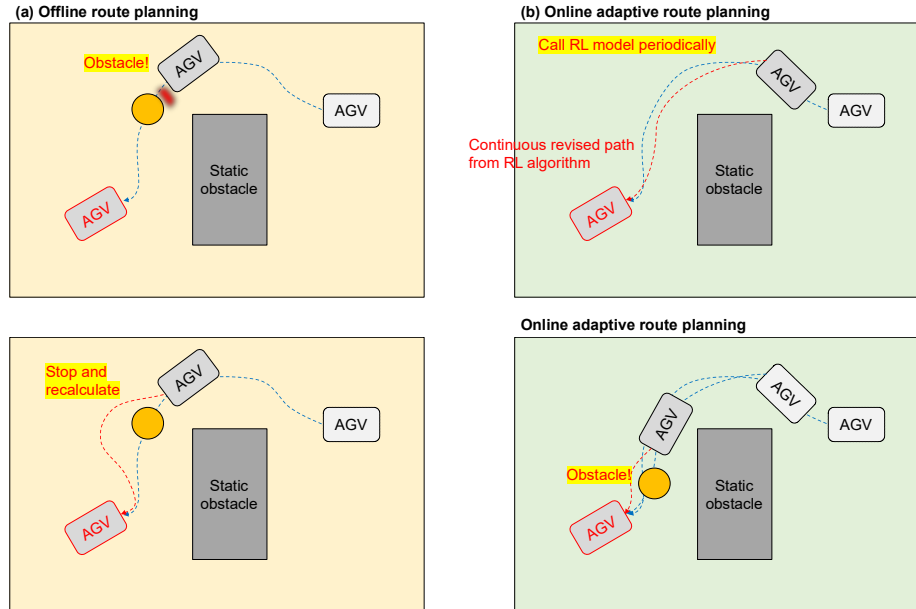 (a) Offline route planning
Obstacle!
AGV
AGV
Static
obstacle
AGV
(b) Online adaptive route planning
Call RL model periodically
AGV
AGV
Continuous revised path
from RL algorithm
Static
obstacle
AGV
Stop and
recalculate
AGV
AGV
Static
obstacle
AGV
Online adaptive route planning
AGV
AGV
AGV
Obstacle!
Static
obstacle
AGV